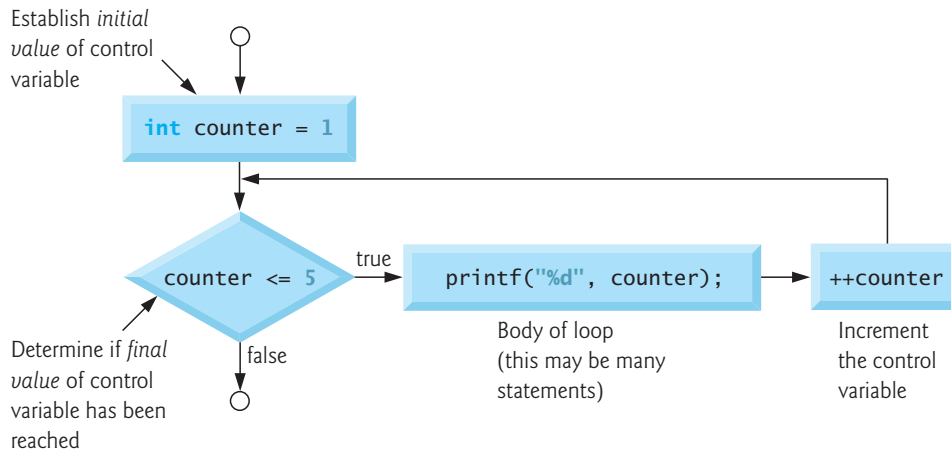 Establish initial
value of control
variable
int counter = 1
counter <= 5
true
printf("%d", counter);
++counter
Determine if final
value of control
variable has been
reached
false
Body of loop
(this may be many
statements)
Increment
the control
variable